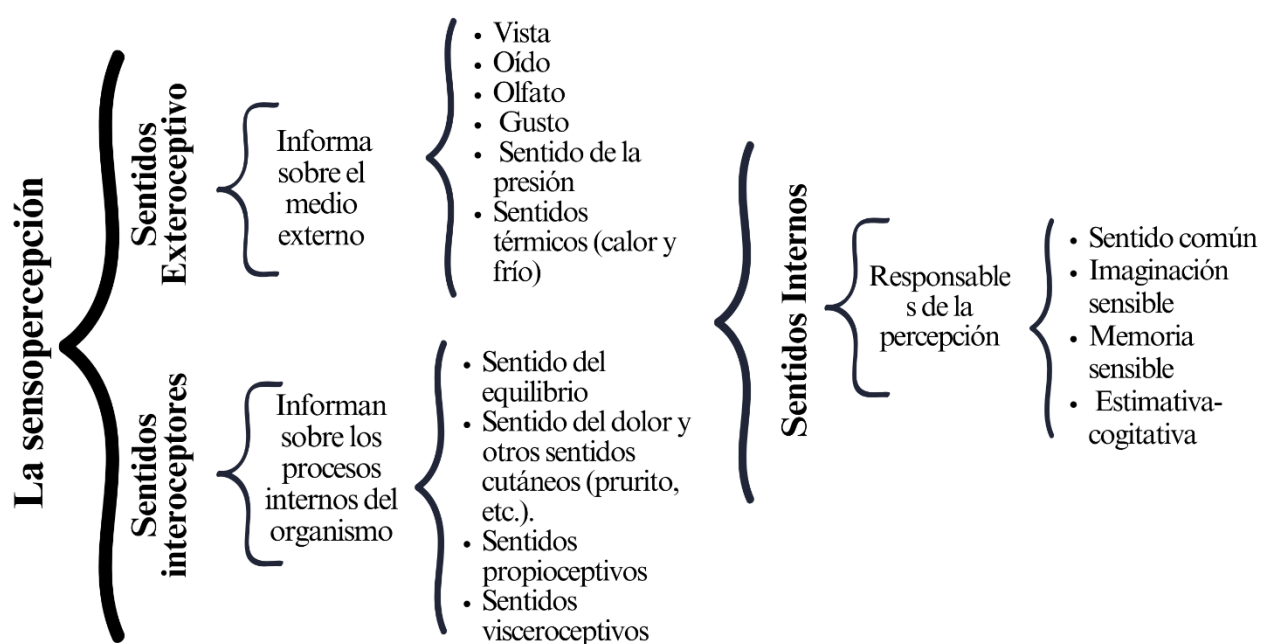 La sensopercepción
Sentidos
Exteroceptivo
Informa
sobre el
medio
externo
• Vista
• Oído
• Olfato
• Gusto
• Sentido de la
presión
• Sentidos
térmicos (calor y
frío)
Sentidos
interoceptores
Informan
sobre los
procesos
internos del
organismo
• Sentido del
equilibrio
• Sentido del dolor y
otros sentidos
cutáneos (prurito,
etc.).
• Sentidos
propioceptivos
• Sentidos
visceroceptivos
Sentidos Internos
Responsable
s de la
percepción
• Sentido común
• Imaginación
sensible
• Memoria
sensible
• Estimativa-
cogitativa